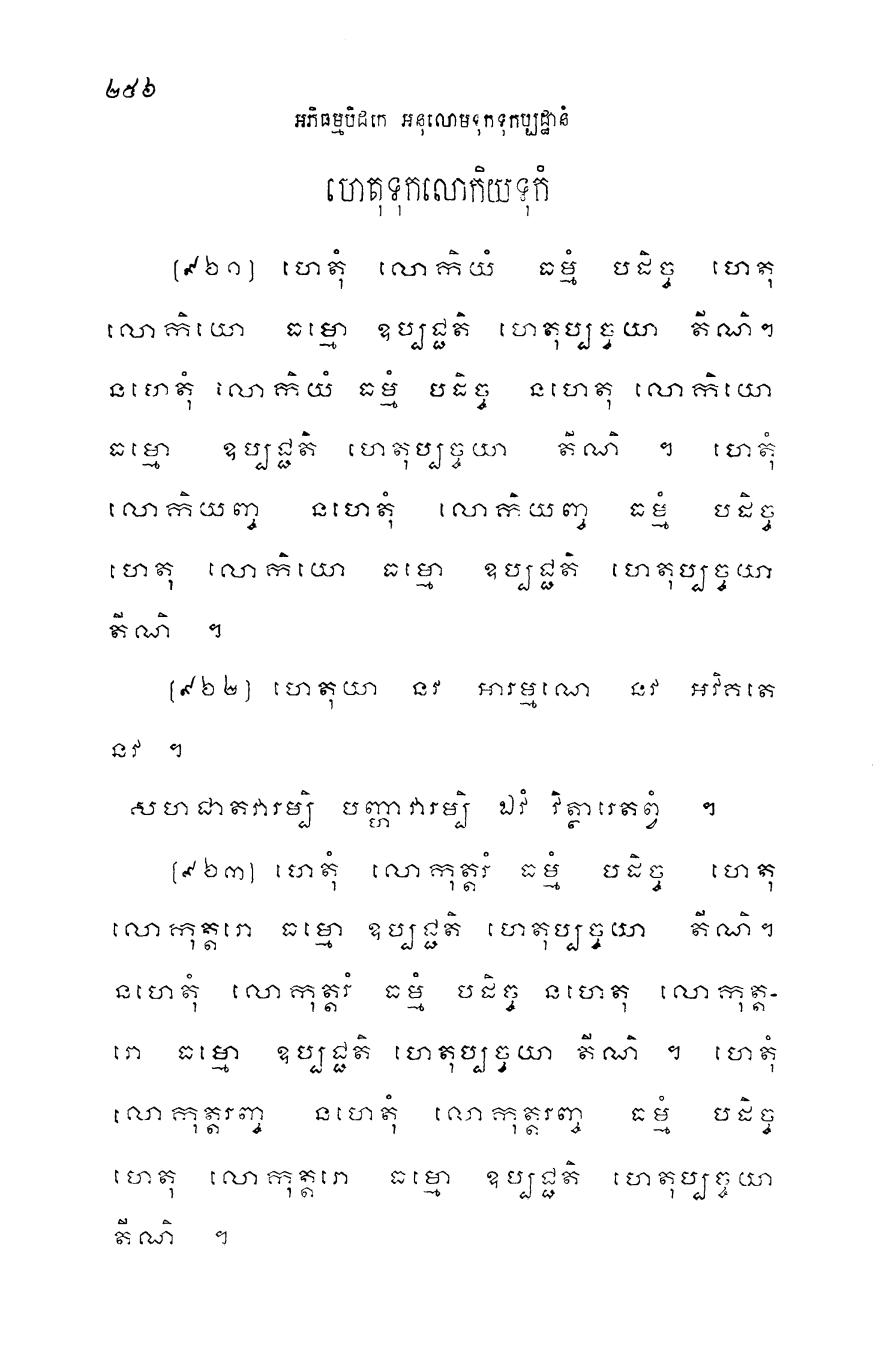 ២៥៦
អភិធម្មបិដកេ អនុលោមទុកទុកប្បដ្ឋានំ
ហេតុទុកលោកិយទុកំ
(៩៦១) ហេតុំ លោកិយំ ធម្មំ បដិច្ច ហេតុ
លោកិយោ ធម្មោ ឧប្បជ្ជតិ ហេតុប្បច្ចយា តីណិ។
នហេតុំ លោកិយំ ធម្មំ បដិច្ច នហេតុ លោកិយោ
ធម្មោ ឧប្បជ្ជតិ ហេតុប្បច្ចយា តីណិ ។ ហេតុំ
លោកិយញ្ច នហេតុំ លោកិយញ្ច ធម្មំ បដិច្ច
ហេតុ លោកិយោ ធម្មោ ឧប្បជ្ជតិ ហេតុប្បច្ចយា
តីណិ ។
(៩៦២) ហេតុយា នវ អារម្មណេ នវ អវិគតេ
នវ ។
សហជាតវារម្បិ បញ្ហាវារម្បិ ឯវំ វិត្ថារេតព្វំ ។
(៩៦៣) ហេតុំ លោកុត្តរំ ធម្មំ បដិច្ច ហេតុ
លោកុត្តរោ ធម្មោ ឧប្បជ្ជតិ ហេតុប្បច្ចយា តីណិ។
នហេតុំ លោកុត្តរំ ធម្មំ បដិច្ច នហេតុ លោកុត្ត-
រោ ធម្មោ ឧប្បជ្ជតិ ហេតុប្បច្ចយា តីណិ ។ ហេតុំ
លោកុត្តរញ្ច នហេតុំ លោកុត្តរញ្ច ធម្មំ បដិច្ច
ហេតុ លោកុត្តរោ ធម្មោ ឧប្បជ្ជតិ ហេតុប្បច្ចយា
តីណិ ។